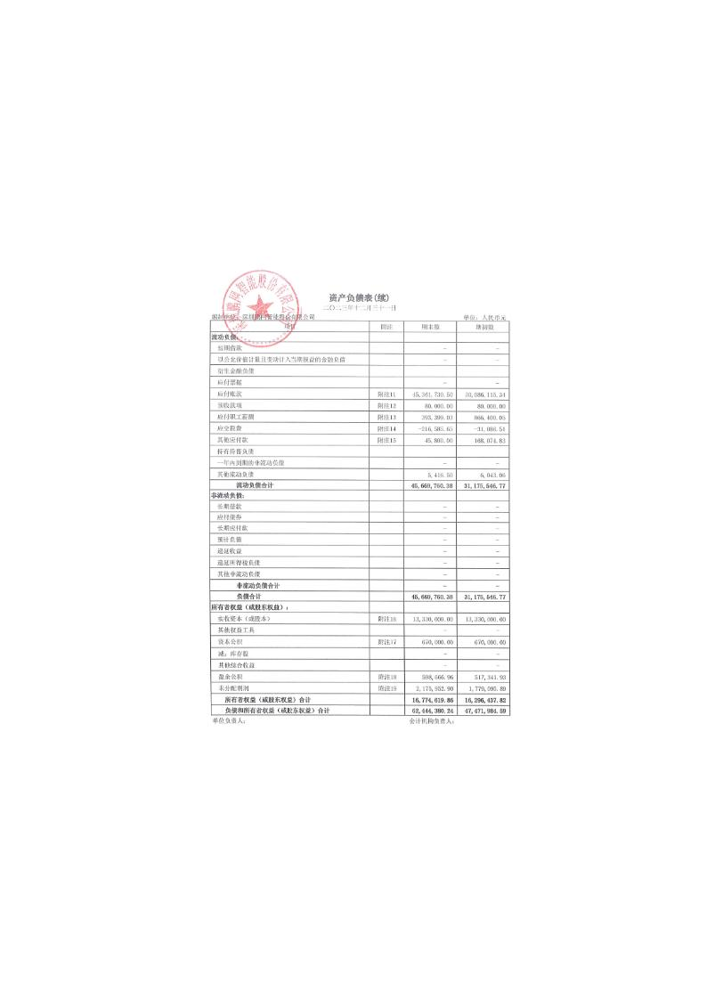 深圳鹏网智能股份有限公司
资产负债表(续)
二〇二三年十二月三十一日
编制单位：深圳鹏网智能股份有限公司 单位：人民币元
项目 附注 期末数 期初数
流动负债：
短期借款 － －
以公允价值计量且变动计入当期损益的金融负债 － －
衍生金融负债
应付票据 － －
应付账款 附注11 45,361,730.50 30,086,115.34
预收款项 附注12 80,000.00 80,000.00
应付职工薪酬 附注13 393,399.03 866,400.05
应交税费 附注14 -216,585.65 -31,086.51
其他应付款 附注15 45,800.00 168,074.83
持有待售负债
一年内到期的非流动负债 － －
其他流动负债 5,416.50 6,043.06
流动负债合计 45,669,760.38 31,175,546.77
非流动负债：
长期借款 － －
应付债券 － －
长期应付款 － －
预计负债 － －
递延收益 － －
递延所得税负债 － －
其他非流动负债 － －
非流动负债合计 － －
负债合计 45,669,760.38 31,175,546.77
所有者权益（或股东权益）：
实收资本（或股本） 附注16 13,330,000.00 13,330,000.00
其他权益工具 － －
资本公积 附注17 670,000.00 670,000.00
减：库存股 － －
其他综合收益 － －
盈余公积 附注18 598,666.96 517,341.93
未分配利润 附注19 2,175,952.90 1,779,095.89
所有者权益（或股东权益）合计 16,774,619.86 16,296,437.82
负债和所有者权益（或股东权益）合计 62,444,380.24 47,471,984.59
单位负责人： 会计机构负责人：